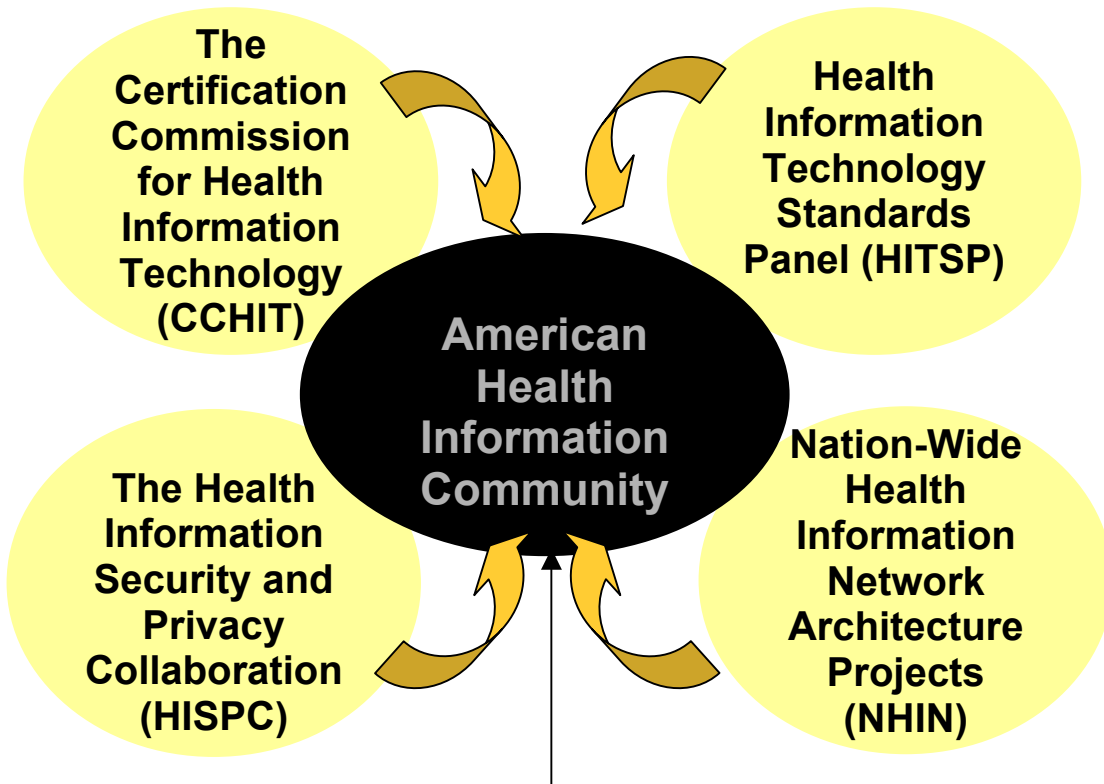 The
Certification
Commission
for Health
Information
Technology
(CCHIT)
Health
Information
Technology
Standards
Panel (HITSP)
American
Health
Information
Community
The Health
Information
Security and
Privacy
Collaboration
(HISPC)
Nation-Wide
Health
Information
Network
Architecture
Projects
(NHIN)